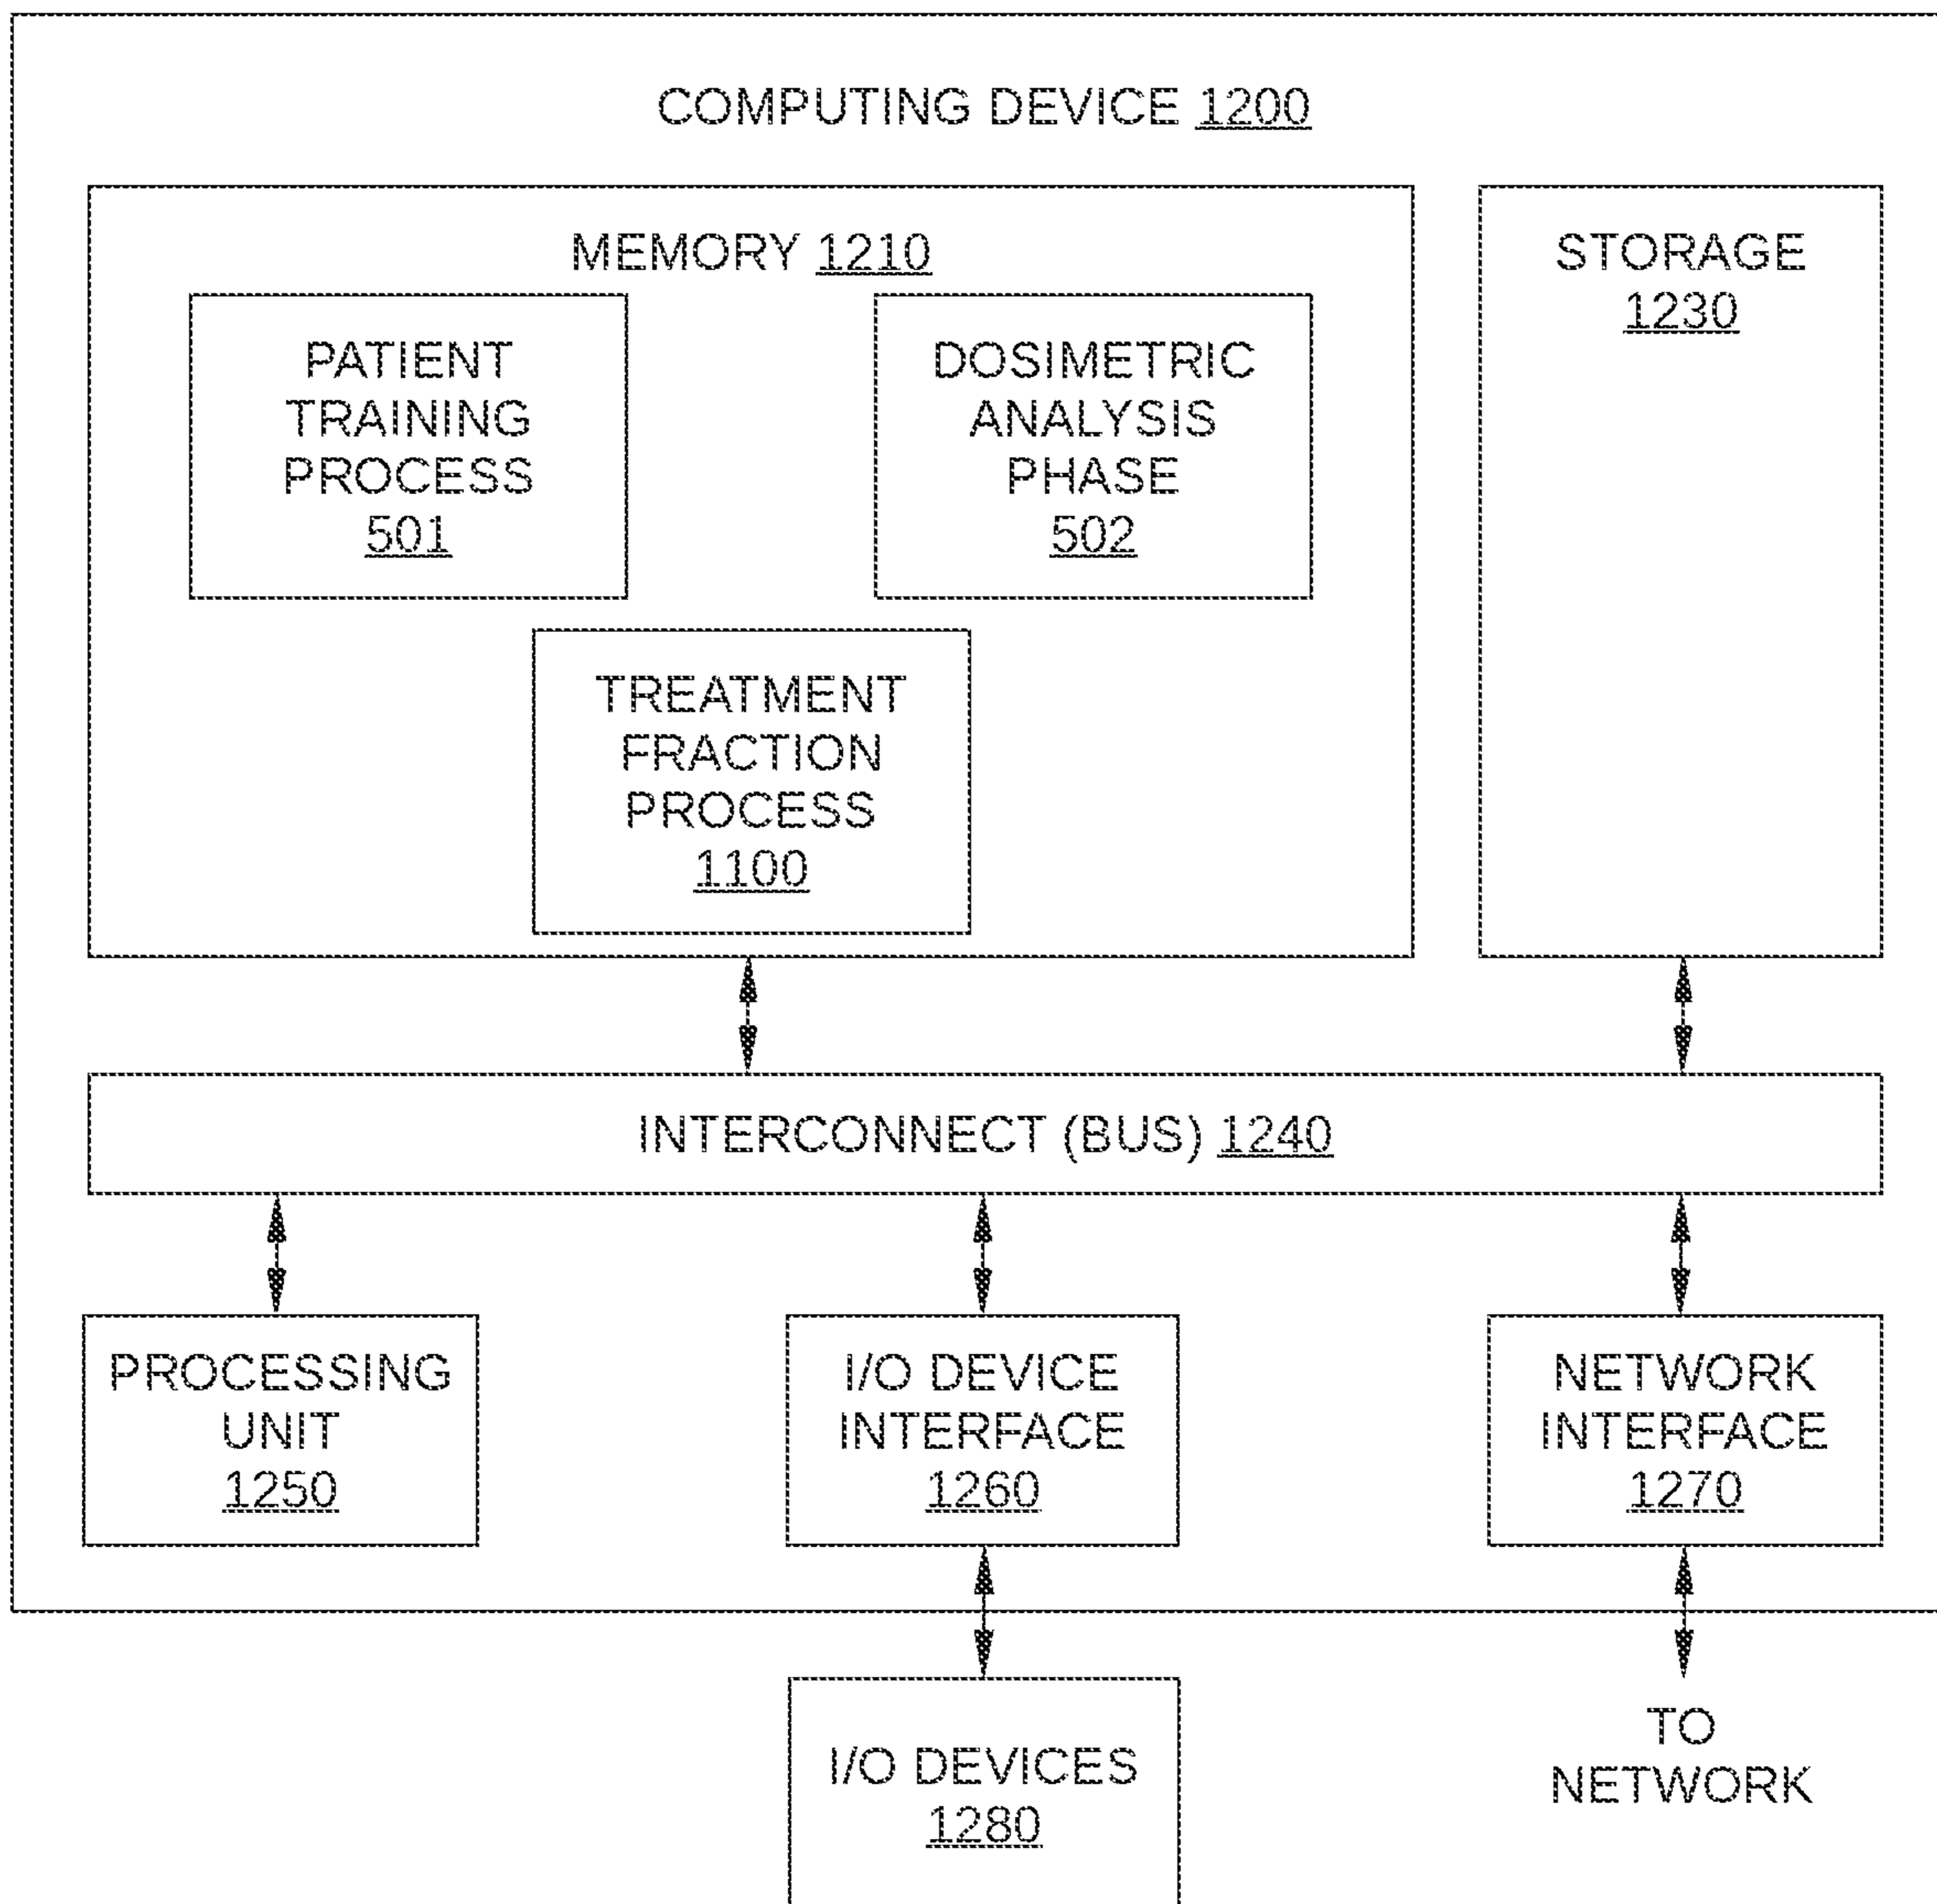 COMPUTING DEVICE 1200
MEMORY 1210
PATIENT
TRAINING
PROCESS
501
DOSIMETRIC
ANALYSIS
PHASE
502
TREATMENT
FRACTION
PROCESS
1100
STORAGE
1230
INTERCONNECT (BUS) 1240
PROCESSING
UNIT
1250
I/O DEVICE
INTERFACE
1260
NETWORK
INTERFACE
1270
I/O DEVICES
1280
TO
NETWORK